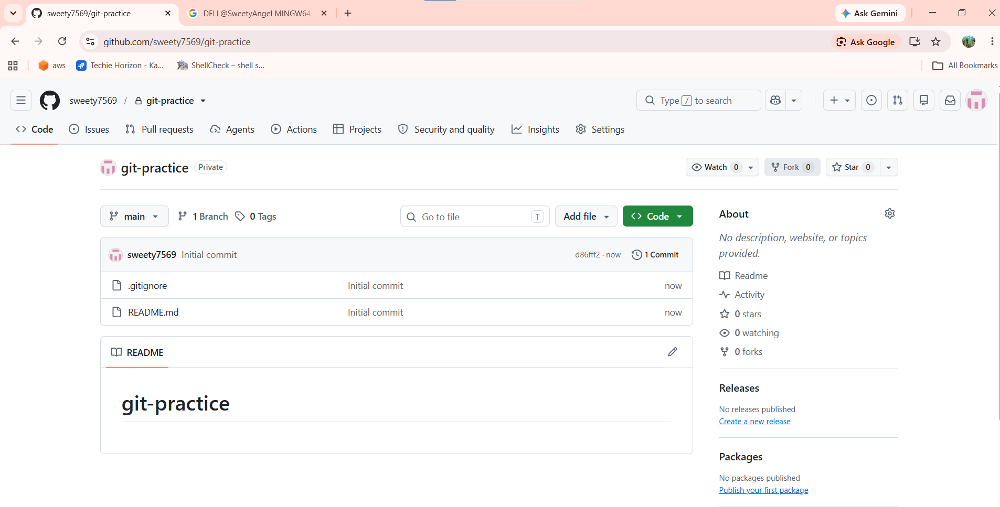 sweety7569/git-practice
DELL@SweetyAngel MINGW64
Ask Gemini
github.com/sweety7569/git-practice
Ask Google
aws
Techie Horizon - Ka...
ShellCheck – shell s...
All Bookmarks
sweety7569 / git-practice
Type / to search
Code
Issues
Pull requests
Agents
Actions
Projects
Security and quality
Insights
Settings
git-practice Private
Watch 0
Fork 0
Star 0
main
1 Branch
0 Tags
Go to file T
Add file
Code
sweety7569 Initial commit
d86fff2 · now
1 Commit
.gitignore Initial commit now
README.md Initial commit now
README
git-practice
About
No description, website, or topics
provided.
Readme
Activity
0 stars
0 watching
0 forks
Releases
No releases published
Create a new release
Packages
No packages published
Publish your first package